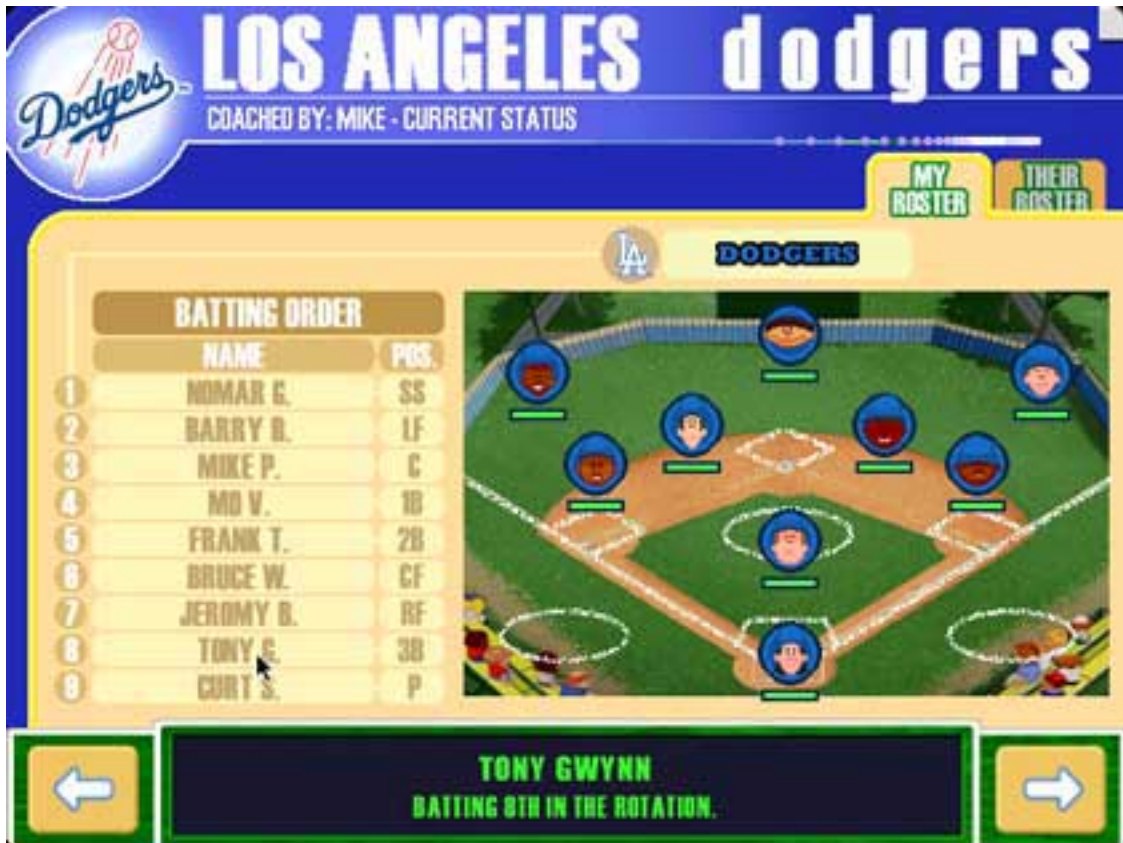 Dodgers
LOS ANGELES dodgers
COACHED BY: MIKE - CURRENT STATUS
MY ROSTER
THEIR ROSTER
LA DODGERS
BATTING ORDER
NAME POS.
1 NOMAR G. SS
2 BARRY B. LF
3 MIKE P. C
4 MO V. 1B
5 FRANK T. 2B
6 BRUCE W. CF
7 JEROMY B. RF
8 TONY G. 3B
9 CURT S. P
TONY GWYNN
BATTING 8TH IN THE ROTATION.